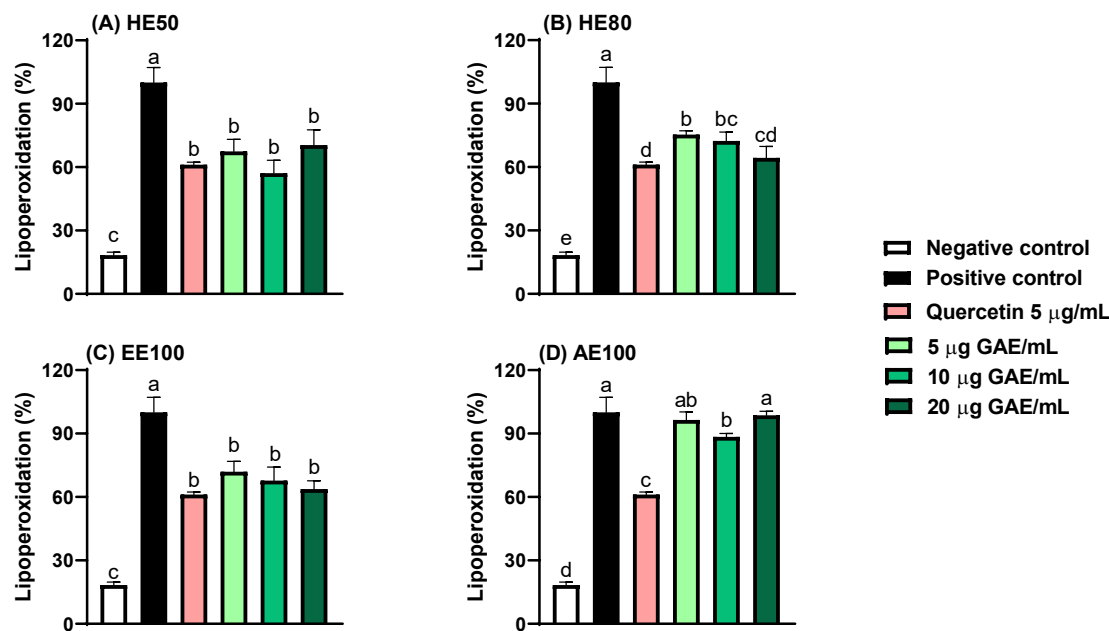 (A) HE50
Lipoperoxidation (%)
120
90
60
30
0
c
a
b
b
b
b
(B) HE80
Lipoperoxidation (%)
120
90
60
30
0
e
a
d
b
bc
cd
Negative control
Positive control
Quercetin 5 μg/mL
5 μg GAE/mL
10 μg GAE/mL
20 μg GAE/mL
(C) EE100
Lipoperoxidation (%)
120
90
60
30
0
c
a
b
b
b
b
(D) AE100
Lipoperoxidation (%)
120
90
60
30
0
d
a
c
ab
b
a